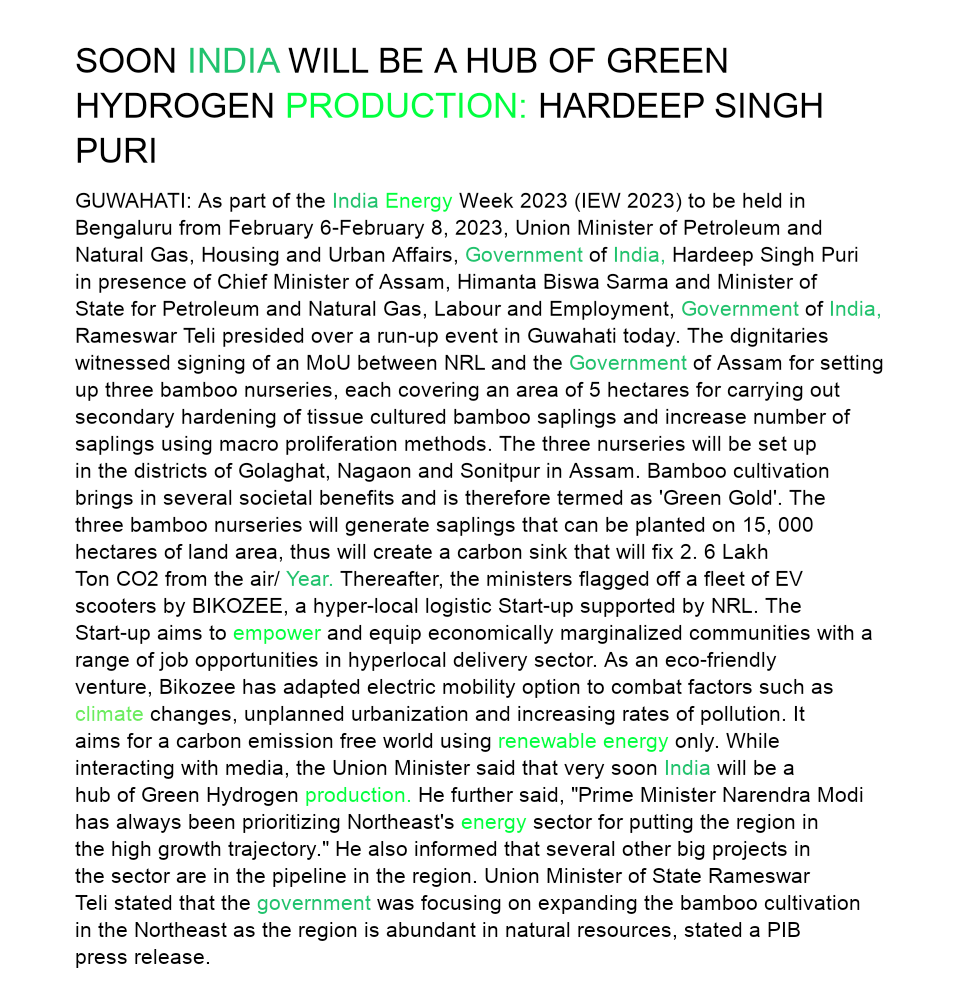 SOON INDIA WILL BE A HUB OF GREEN
HYDROGEN PRODUCTION: HARDEEP SINGH
PURI
GUWAHATI: As part of the India Energy Week 2023 (IEW 2023) to be held in
Bengaluru from February 6-February 8, 2023, Union Minister of Petroleum and
Natural Gas, Housing and Urban Affairs, Government of India, Hardeep Singh Puri
in presence of Chief Minister of Assam, Himanta Biswa Sarma and Minister of
State for Petroleum and Natural Gas, Labour and Employment, Government of India,
Rameswar Teli presided over a run-up event in Guwahati today. The dignitaries
witnessed signing of an MoU between NRL and the Government of Assam for setting
up three bamboo nurseries, each covering an area of 5 hectares for carrying out
secondary hardening of tissue cultured bamboo saplings and increase number of
saplings using macro proliferation methods. The three nurseries will be set up
in the districts of Golaghat, Nagaon and Sonitpur in Assam. Bamboo cultivation
brings in several societal benefits and is therefore termed as 'Green Gold'. The
three bamboo nurseries will generate saplings that can be planted on 15, 000
hectares of land area, thus will create a carbon sink that will fix 2. 6 Lakh
Ton CO2 from the air/ Year. Thereafter, the ministers flagged off a fleet of EV
scooters by BIKOZEE, a hyper-local logistic Start-up supported by NRL. The
Start-up aims to empower and equip economically marginalized communities with a
range of job opportunities in hyperlocal delivery sector. As an eco-friendly
venture, Bikozee has adapted electric mobility option to combat factors such as
climate changes, unplanned urbanization and increasing rates of pollution. It
aims for a carbon emission free world using renewable energy only. While
interacting with media, the Union Minister said that very soon India will be a
hub of Green Hydrogen production. He further said, "Prime Minister Narendra Modi
has always been prioritizing Northeast's energy sector for putting the region in
the high growth trajectory." He also informed that several other big projects in
the sector are in the pipeline in the region. Union Minister of State Rameswar
Teli stated that the government was focusing on expanding the bamboo cultivation
in the Northeast as the region is abundant in natural resources, stated a PIB
press release.